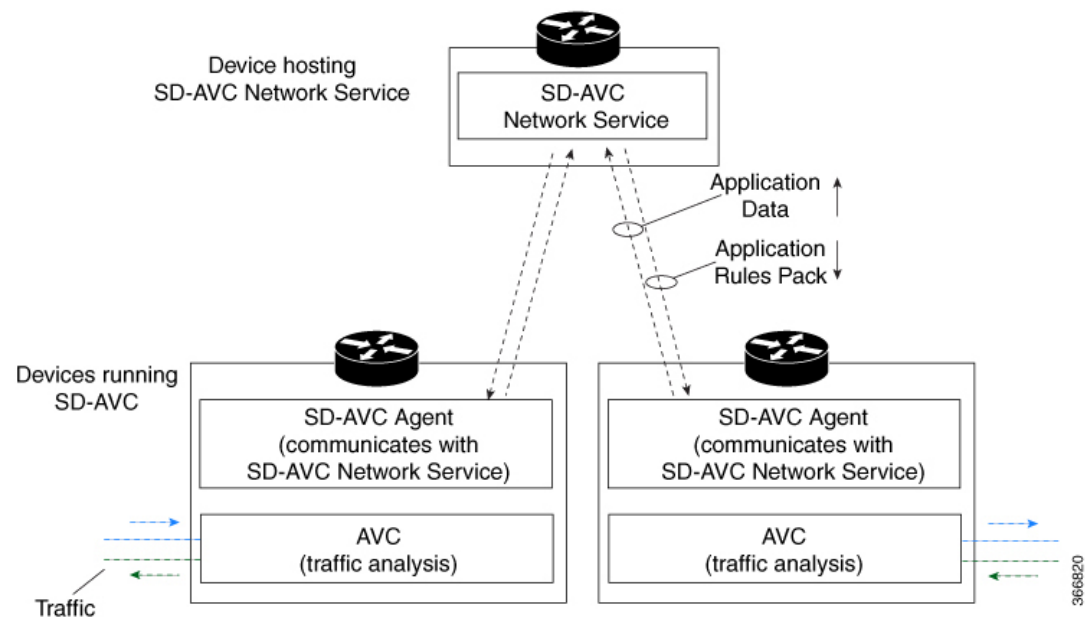 Device hosting
SD-AVC Network Service
SD-AVC
Network Service
Application
Data
Application
Rules Pack
Devices running
SD-AVC
SD-AVC Agent
(communicates with
SD-AVC Network Service)
AVC
(traffic analysis)
SD-AVC Agent
(communicates with
SD-AVC Network Service)
AVC
(traffic analysis)
Traffic
366820